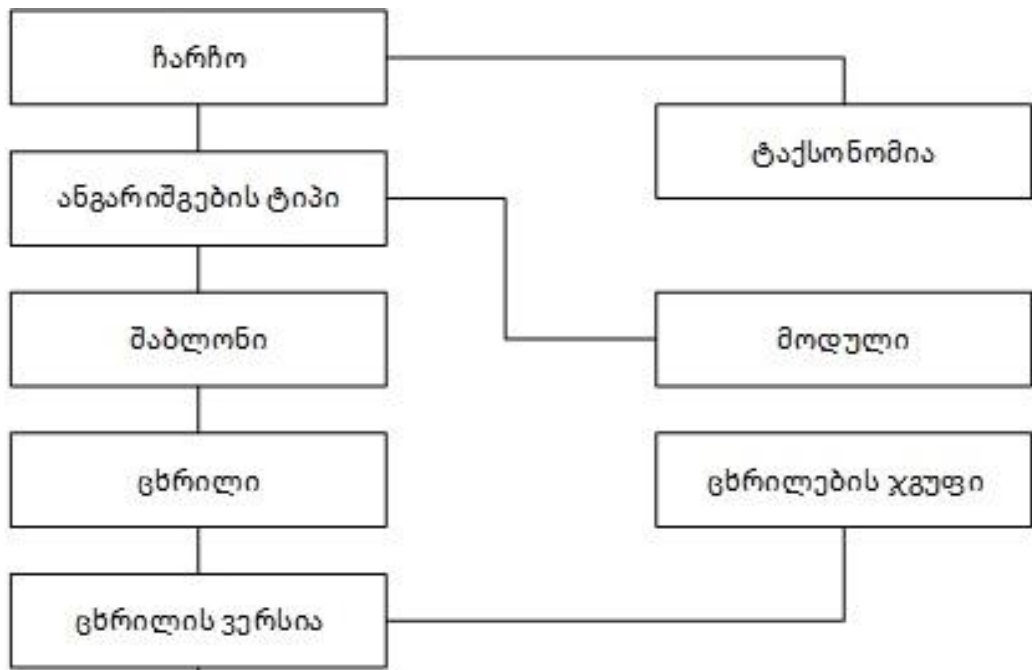 ჩარჩო
ტაქსონომია
ანგარიშგების ტიპი
შაბლონი
მოდული
ცხრილი
ცხრილების ჯგუფი
ცხრილის ვერსია